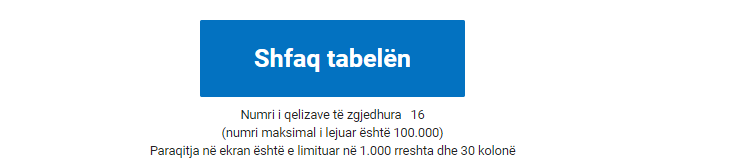 Shfaq tabelën
Numri i qelizave të zgjedhura 16
(numri maksimal i lejuar është 100.000)
Paraqitja në ekran është e limituar në 1.000 rreshta dhe 30 kolonë